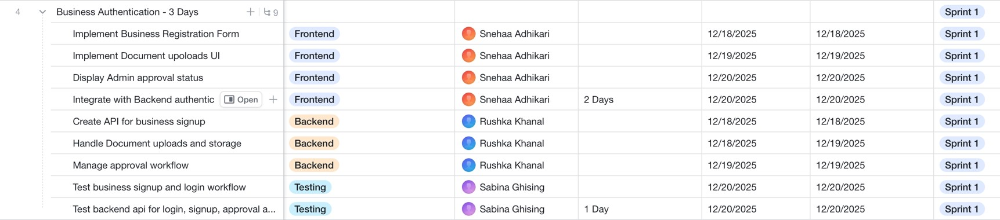 4 Business Authentication - 3 Days 9 Sprint 1
Implement Business Registration Form Frontend Snehaa Adhikari 12/18/2025 12/18/2025 Sprint 1
Implement Document upoloads UI Frontend Snehaa Adhikari 12/19/2025 12/19/2025 Sprint 1
Display Admin approval status Frontend Snehaa Adhikari 12/20/2025 12/20/2025 Sprint 1
Integrate with Backend authentic Open Frontend Snehaa Adhikari 2 Days 12/20/2025 12/20/2025 Sprint 1
Create API for business signup Backend Rushka Khanal 12/18/2025 12/18/2025 Sprint 1
Handle Document uploads and storage Backend Rushka Khanal 12/18/2025 12/19/2025 Sprint 1
Manage approval workflow Backend Rushka Khanal 12/19/2025 12/19/2025 Sprint 1
Test business signup and login workflow Testing Sabina Ghising 12/20/2025 12/20/2025 Sprint 1
Test backend api for login, signup, approval a... Testing Sabina Ghising 1 Day 12/20/2025 12/20/2025 Sprint 1